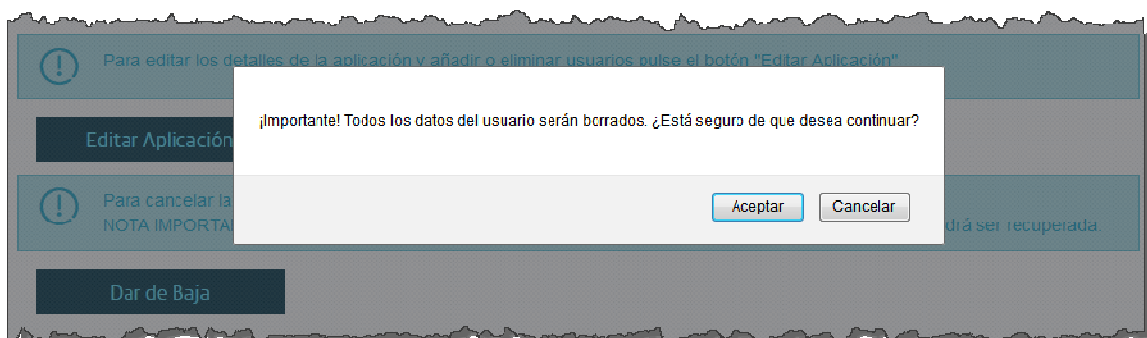 Para editar los detalles de la aplicación y añadir o eliminar usuarios pulse el botón "Editar Aplicación"
¡Importante! Todos los datos del usuario serán borrados. ¿Está seguro de que desea continuar?
Editar Aplicación
Para cancelar la
NOTA
drá ser recuperada.
Aceptar Cancelar
Dar de Baja